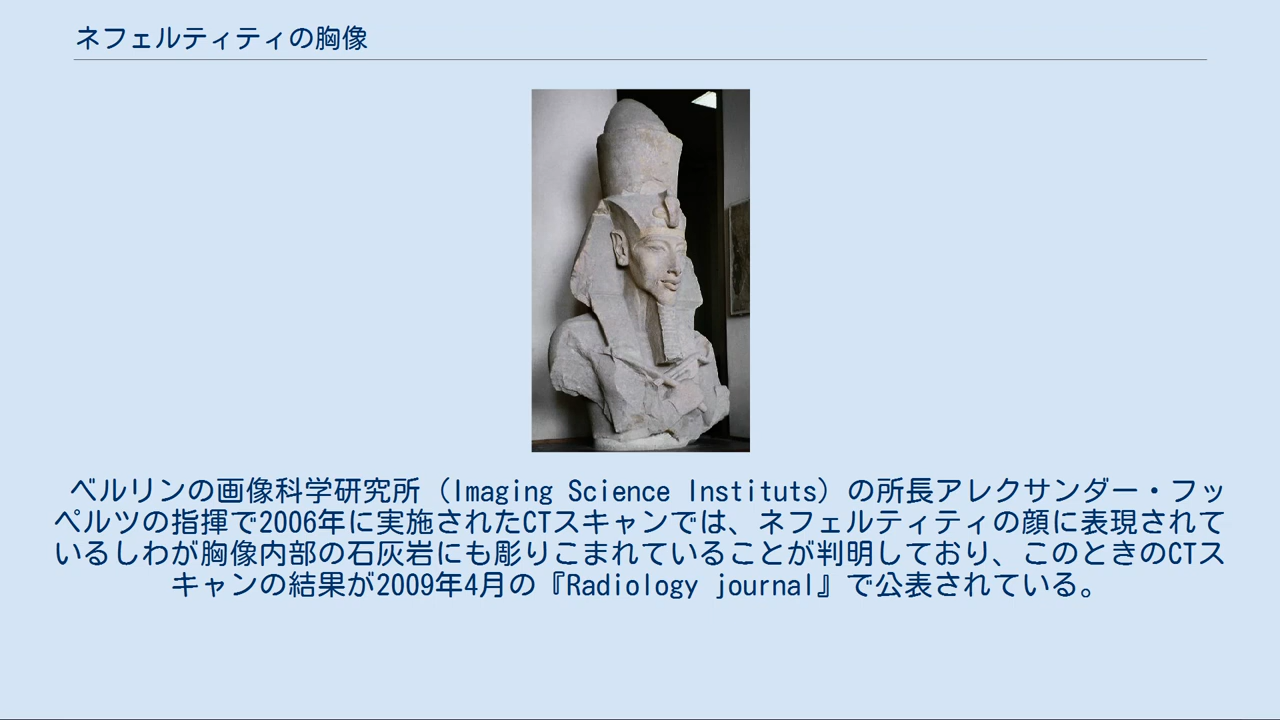 ネフェルティティの胸像
ベルリンの画像科学研究所（Imaging Science Instituts）の所長アレクサンダー・フッ
ペルツの指揮で2006年に実施されたCTスキャンでは、ネフェルティティの顔に表現されて
いるしわが胸像内部の石灰岩にも彫りこまれていることが判明しており、このときのCTス
キャンの結果が2009年4月の『Radiology journal』で公表されている。